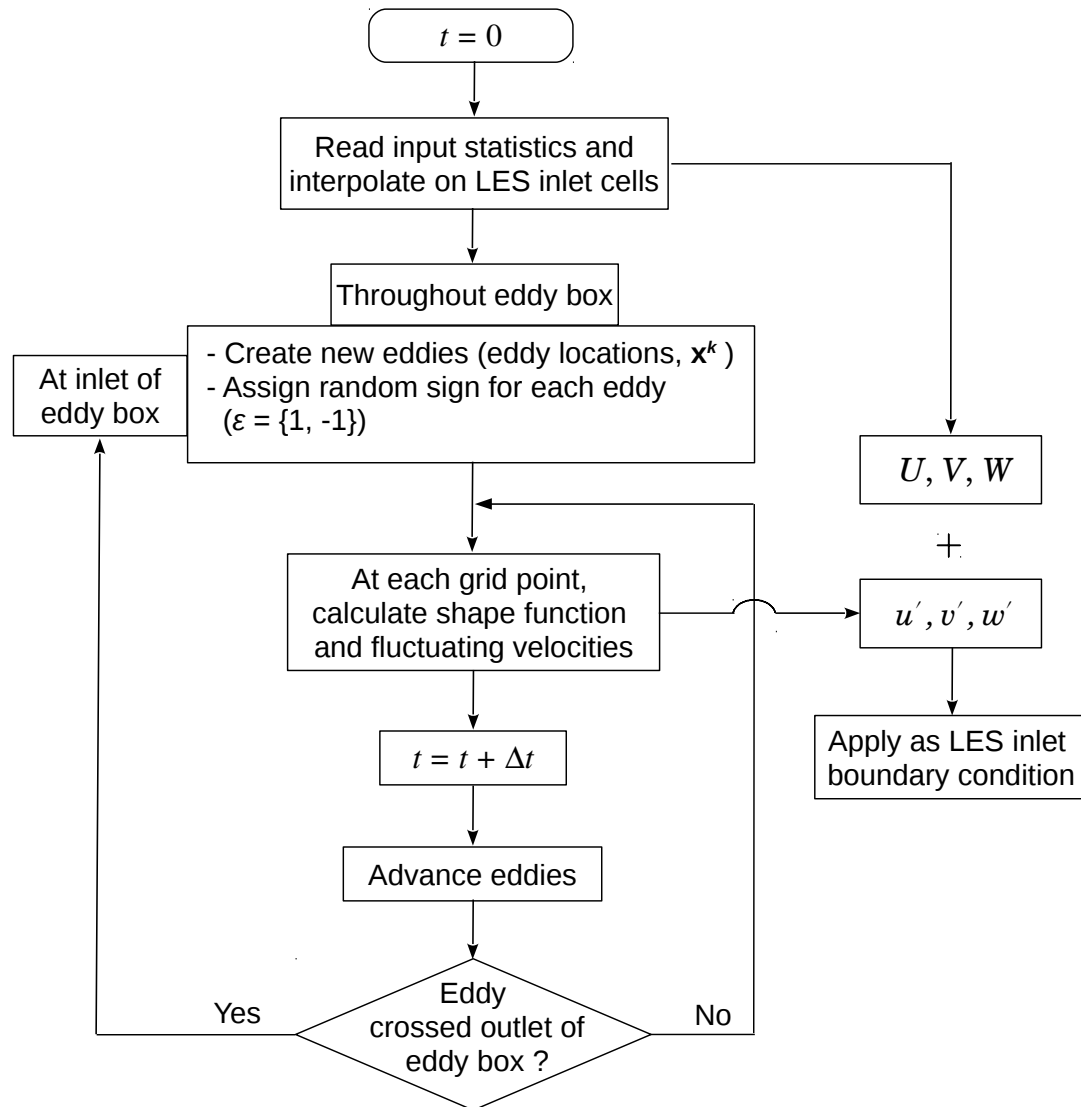 t = 0
Read input statistics and
interpolate on LES inlet cells
Throughout eddy box
- Create new eddies (eddy locations, xᵏ )
- Assign random sign for each eddy
(ε = {1, -1})
At inlet of
eddy box
U, V, W
+
At each grid point,
calculate shape function
and fluctuating velocities
u′, v′, w′
t = t + Δt
Apply as LES inlet
boundary condition
Advance eddies
Eddy
crossed outlet of
eddy box ?
Yes
No